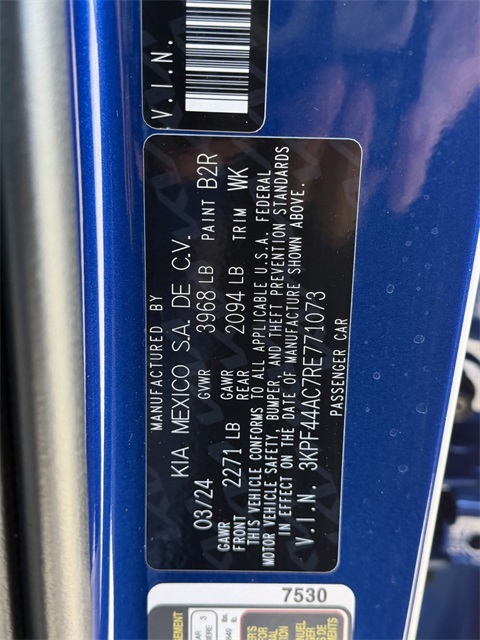 V.I.N.
MANUFACTURED BY
KIA MEXICO S.A. DE C.V.
03/24 GVWR 3968 LB PAINT B2R
GAWR FRONT 2271 LB GAWR REAR 2094 LB TRIM WK
THIS VEHICLE CONFORMS TO ALL APPLICABLE U.S.A. FEDERAL
MOTOR VEHICLE SAFETY, BUMPER, AND THEFT PREVENTION STANDARDS
IN EFFECT ON THE DATE OF MANUFACTURE SHOWN ABOVE.
V.I.N. 3KPF44AC7RE771073
PASSENGER CAR
7530